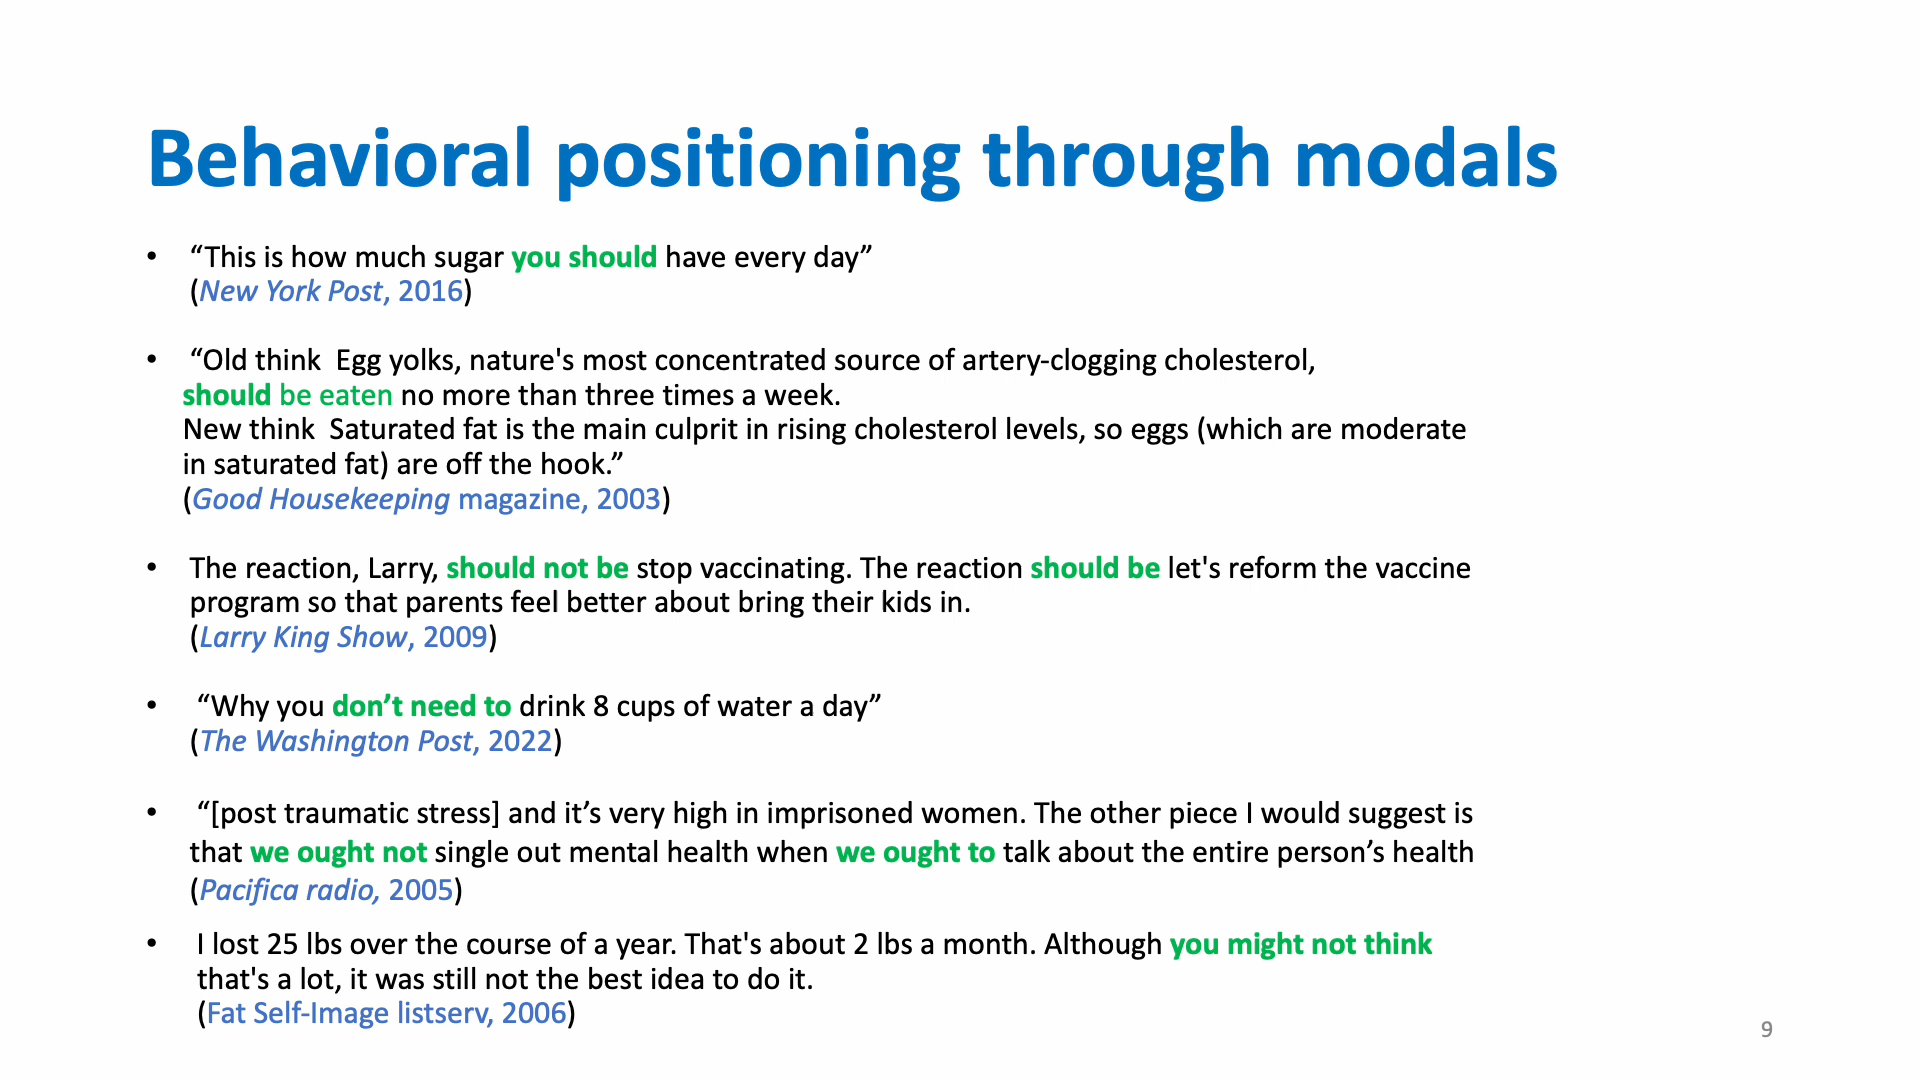 Behavioral positioning through modals
• “This is how much sugar you should have every day”
(New York Post, 2016)
• “Old think  Egg yolks, nature's most concentrated source of artery-clogging cholesterol,
should be eaten no more than three times a week.
New think  Saturated fat is the main culprit in rising cholesterol levels, so eggs (which are moderate
in saturated fat) are off the hook.”
(Good Housekeeping magazine, 2003)
• The reaction, Larry, should not be stop vaccinating. The reaction should be let's reform the vaccine
program so that parents feel better about bring their kids in.
(Larry King Show, 2009)
• “Why you don’t need to drink 8 cups of water a day”
(The Washington Post, 2022)
• “[post traumatic stress] and it’s very high in imprisoned women. The other piece I would suggest is
that we ought not single out mental health when we ought to talk about the entire person’s health
(Pacifica radio, 2005)
• I lost 25 lbs over the course of a year. That's about 2 lbs a month. Although you might not think
that's a lot, it was still not the best idea to do it.
(Fat Self-Image listserv, 2006)
9